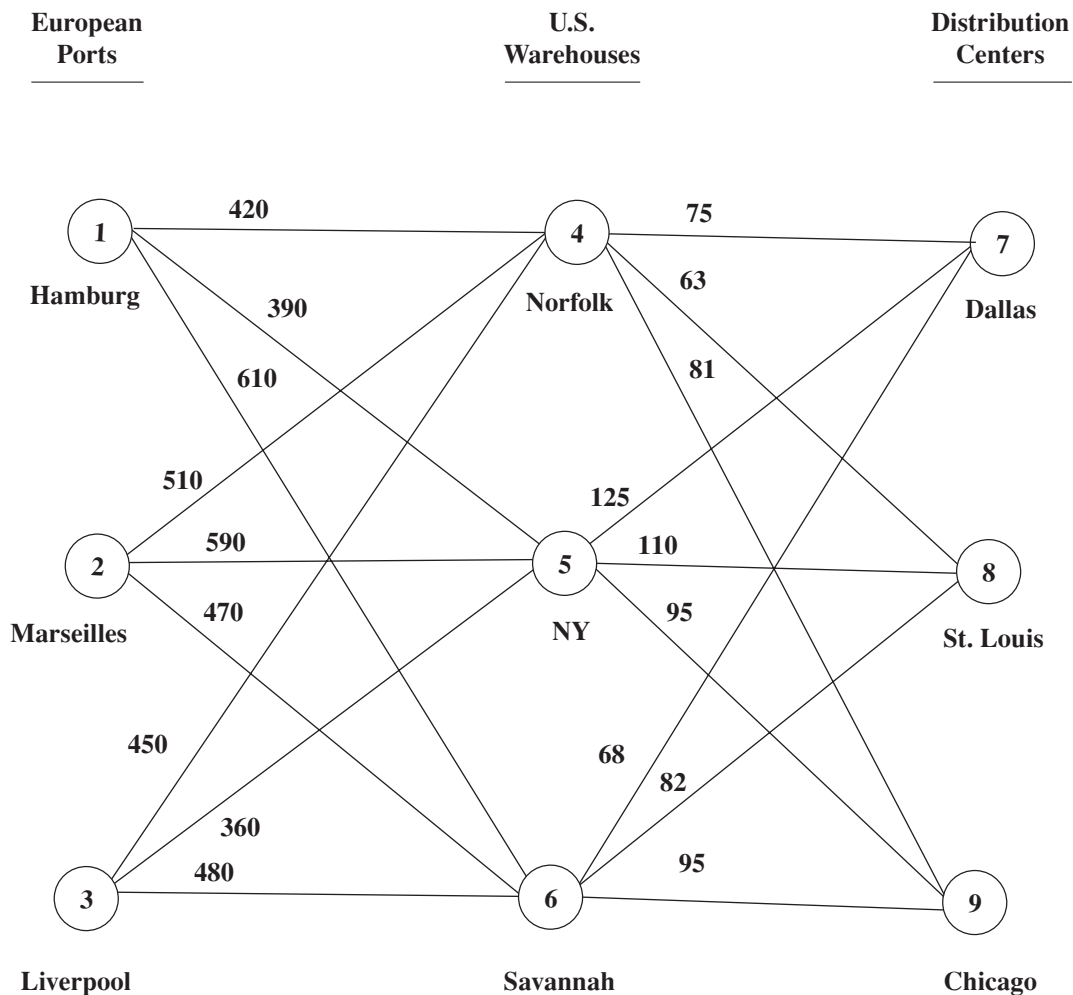 European
Ports
U.S.
Warehouses
Distribution
Centers
420
75
1
4
7
Hamburg
Norfolk
Dallas
63
390
610
81
510
125
590
110
2
5
8
470
95
Marseilles
NY
St. Louis
450
68
82
360
480
95
3
6
9
Liverpool
Savannah
Chicago